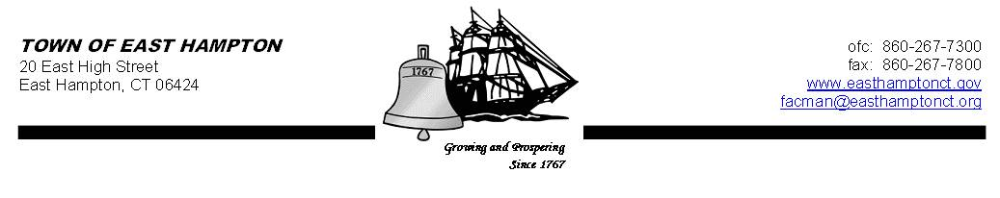 TOWN OF EAST HAMPTON
20 East High Street
East Hampton, CT 06424
1767
Growing and Prospering
Since 1767
ofc: 860-267-7300
fax: 860-267-7800
www.easthamptonct.gov
facman@easthamptonct.org